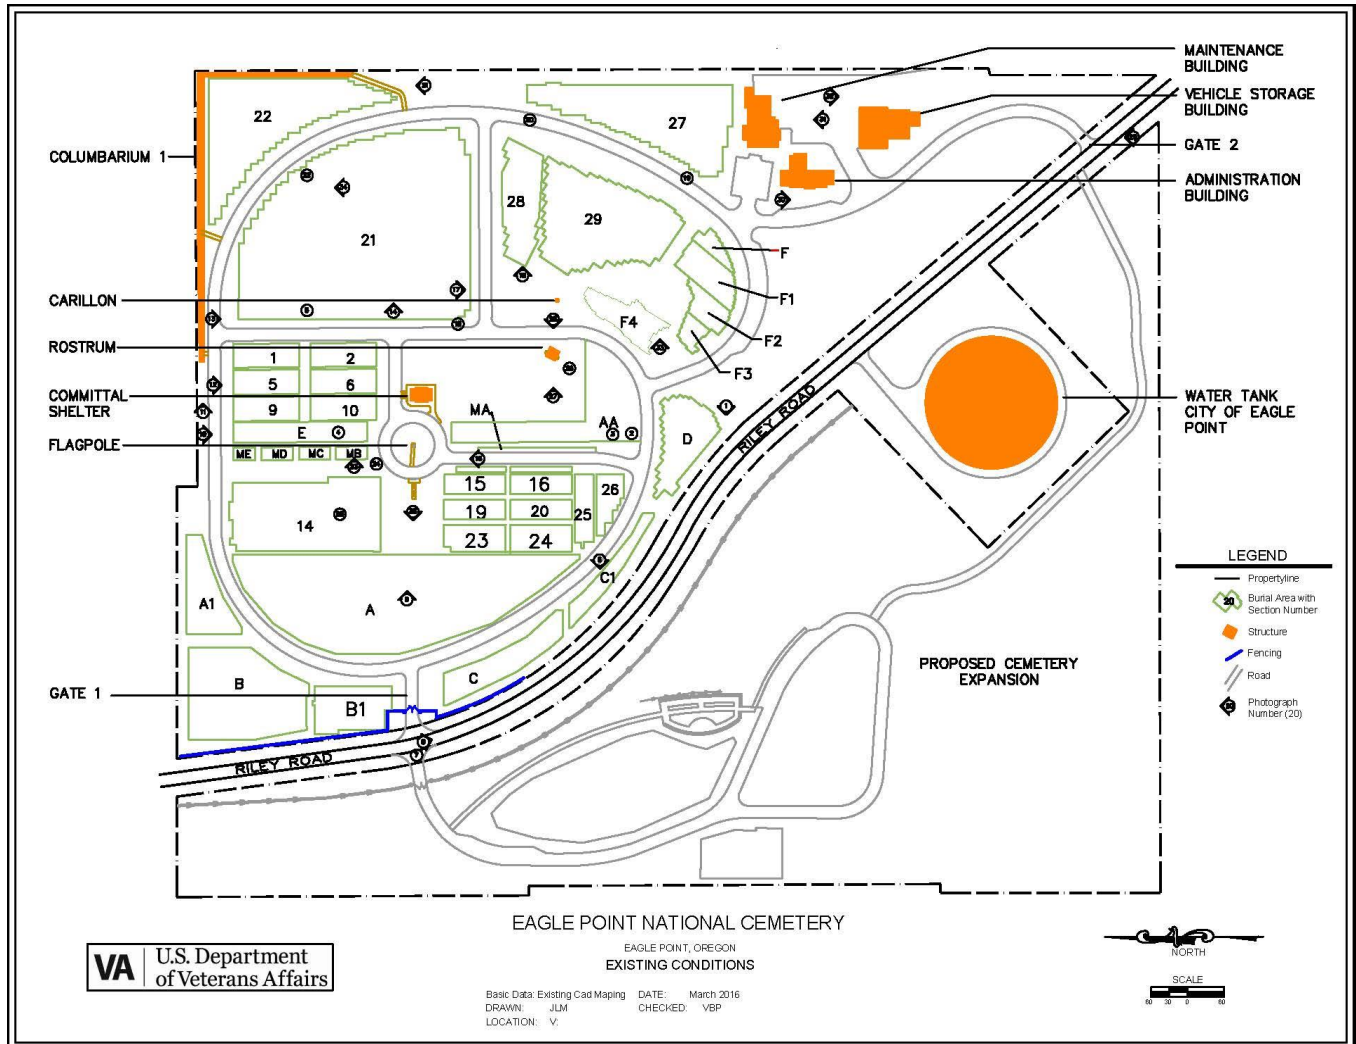 MAINTENANCE
BUILDING
VEHICLE STORAGE
BUILDING
GATE 2
ADMINISTRATION
BUILDING
COLUMBARIUM 1
CARILLON
ROSTRUM
COMMITTAL
SHELTER
FLAGPOLE
GATE 1
22
27
21
28
29
F
F1
F2
F3
F4
1
2
5
6
9
10
E
ME
MD
MC
MB
MA
AA
D
14
15
16
19
20
23
24
25
26
A
A1
B
B1
C
C1
RILEY ROAD
RILEY ROAD
WATER TANK
CITY OF EAGLE
POINT
PROPOSED CEMETERY
EXPANSION
LEGEND
Propertyline
20
Burial Area with
Section Number
Structure
Fencing
Road
Photograph
Number (20)
EAGLE POINT NATIONAL CEMETERY
EAGLE POINT, OREGON
EXISTING CONDITIONS
Basic Data: Existing Cad Maping DATE: March 2016
DRAWN: JLM CHECKED: VBP
LOCATION: V:
VA
U.S. Department
of Veterans Affairs
NORTH
SCALE
60 30 0 60